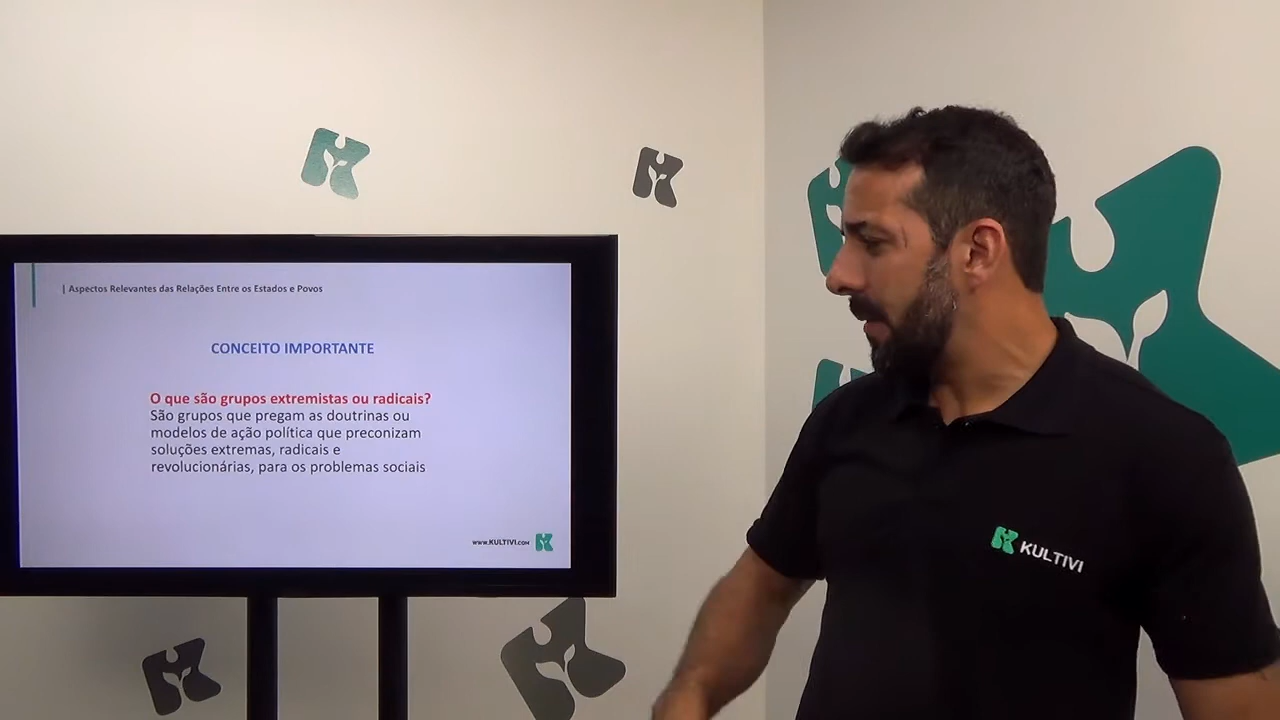 | Aspectos Relevantes das Relações Entre os Estados e Povos
CONCEITO IMPORTANTE
O que são grupos extremistas ou radicais?
São grupos que pregam as doutrinas ou
modelos de ação política que preconizam
soluções extremas, radicais e
revolucionárias, para os problemas sociais
WWW.KULTIVI.COM
KULTIVI